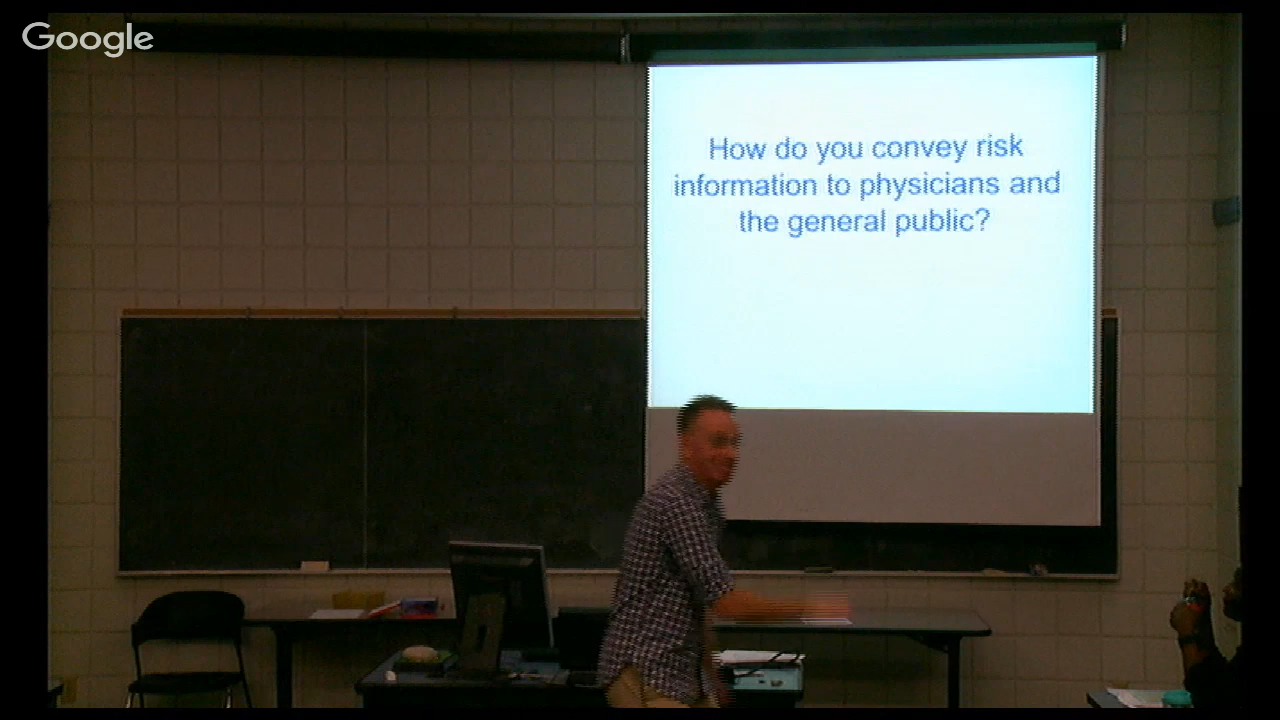 Google
How do you convey risk
information to physicians and
the general public?